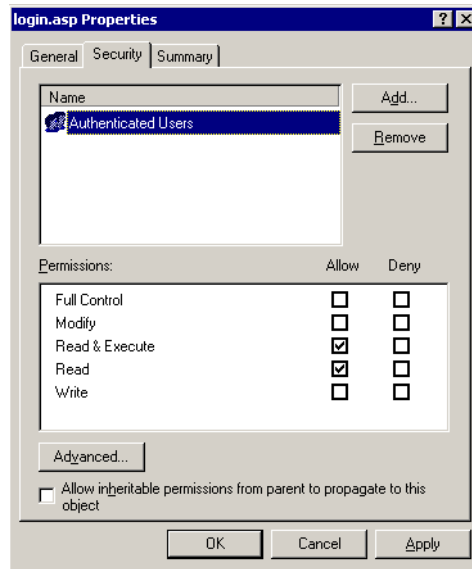 login.asp Properties
General Security Summary
Name
Authenticated Users
Add...
Remove
Permissions: Allow Deny
Full Control
Modify
Read & Execute
Read
Write
Advanced...
Allow inheritable permissions from parent to propagate to this
object
OK Cancel Apply